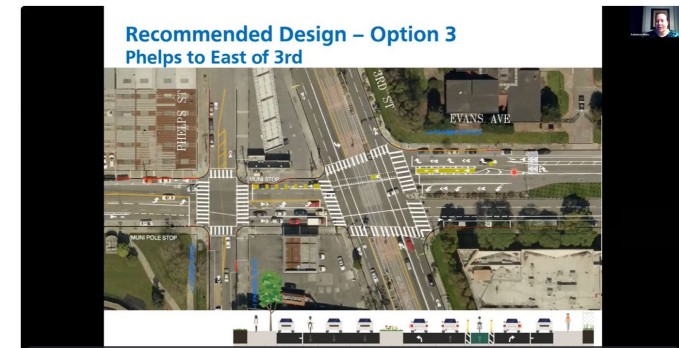 Recommended Design – Option 3
Phelps to East of 3rd
3RD ST
EVANS AVE
PHELPS ST
MUNI STOP
MUNI POLE STOP